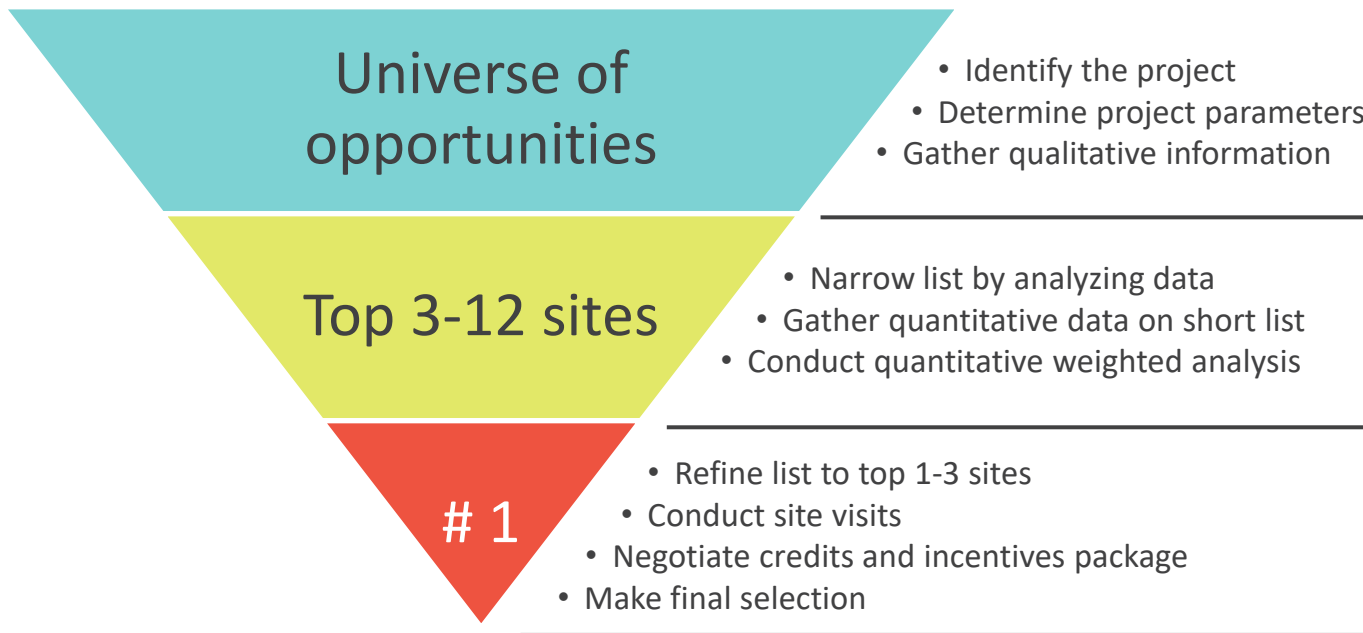 Universe of
opportunities
• Identify the project
• Determine project parameters
• Gather qualitative information
Top 3-12 sites
• Narrow list by analyzing data
• Gather quantitative data on short list
• Conduct quantitative weighted analysis
# 1
• Refine list to top 1-3 sites
• Conduct site visits
• Negotiate credits and incentives package
• Make final selection